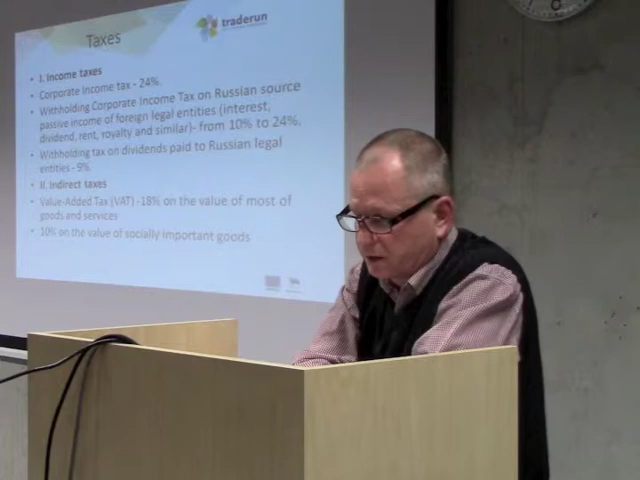 traderun
Taxes
• I. Income taxes
• Corporate Income tax - 24%.
• Withholding Corporate Income Tax on Russian source
passive income of foreign legal entities (interest,
dividend, rent, royalty and similar)- from 10% to 24%.
• Withholding tax on dividends paid to Russian legal
entities - 9%.
• II. Indirect taxes
• Value-Added Tax (VAT) -18% on the value of most of
goods and services
• 10% on the value of socially important goods